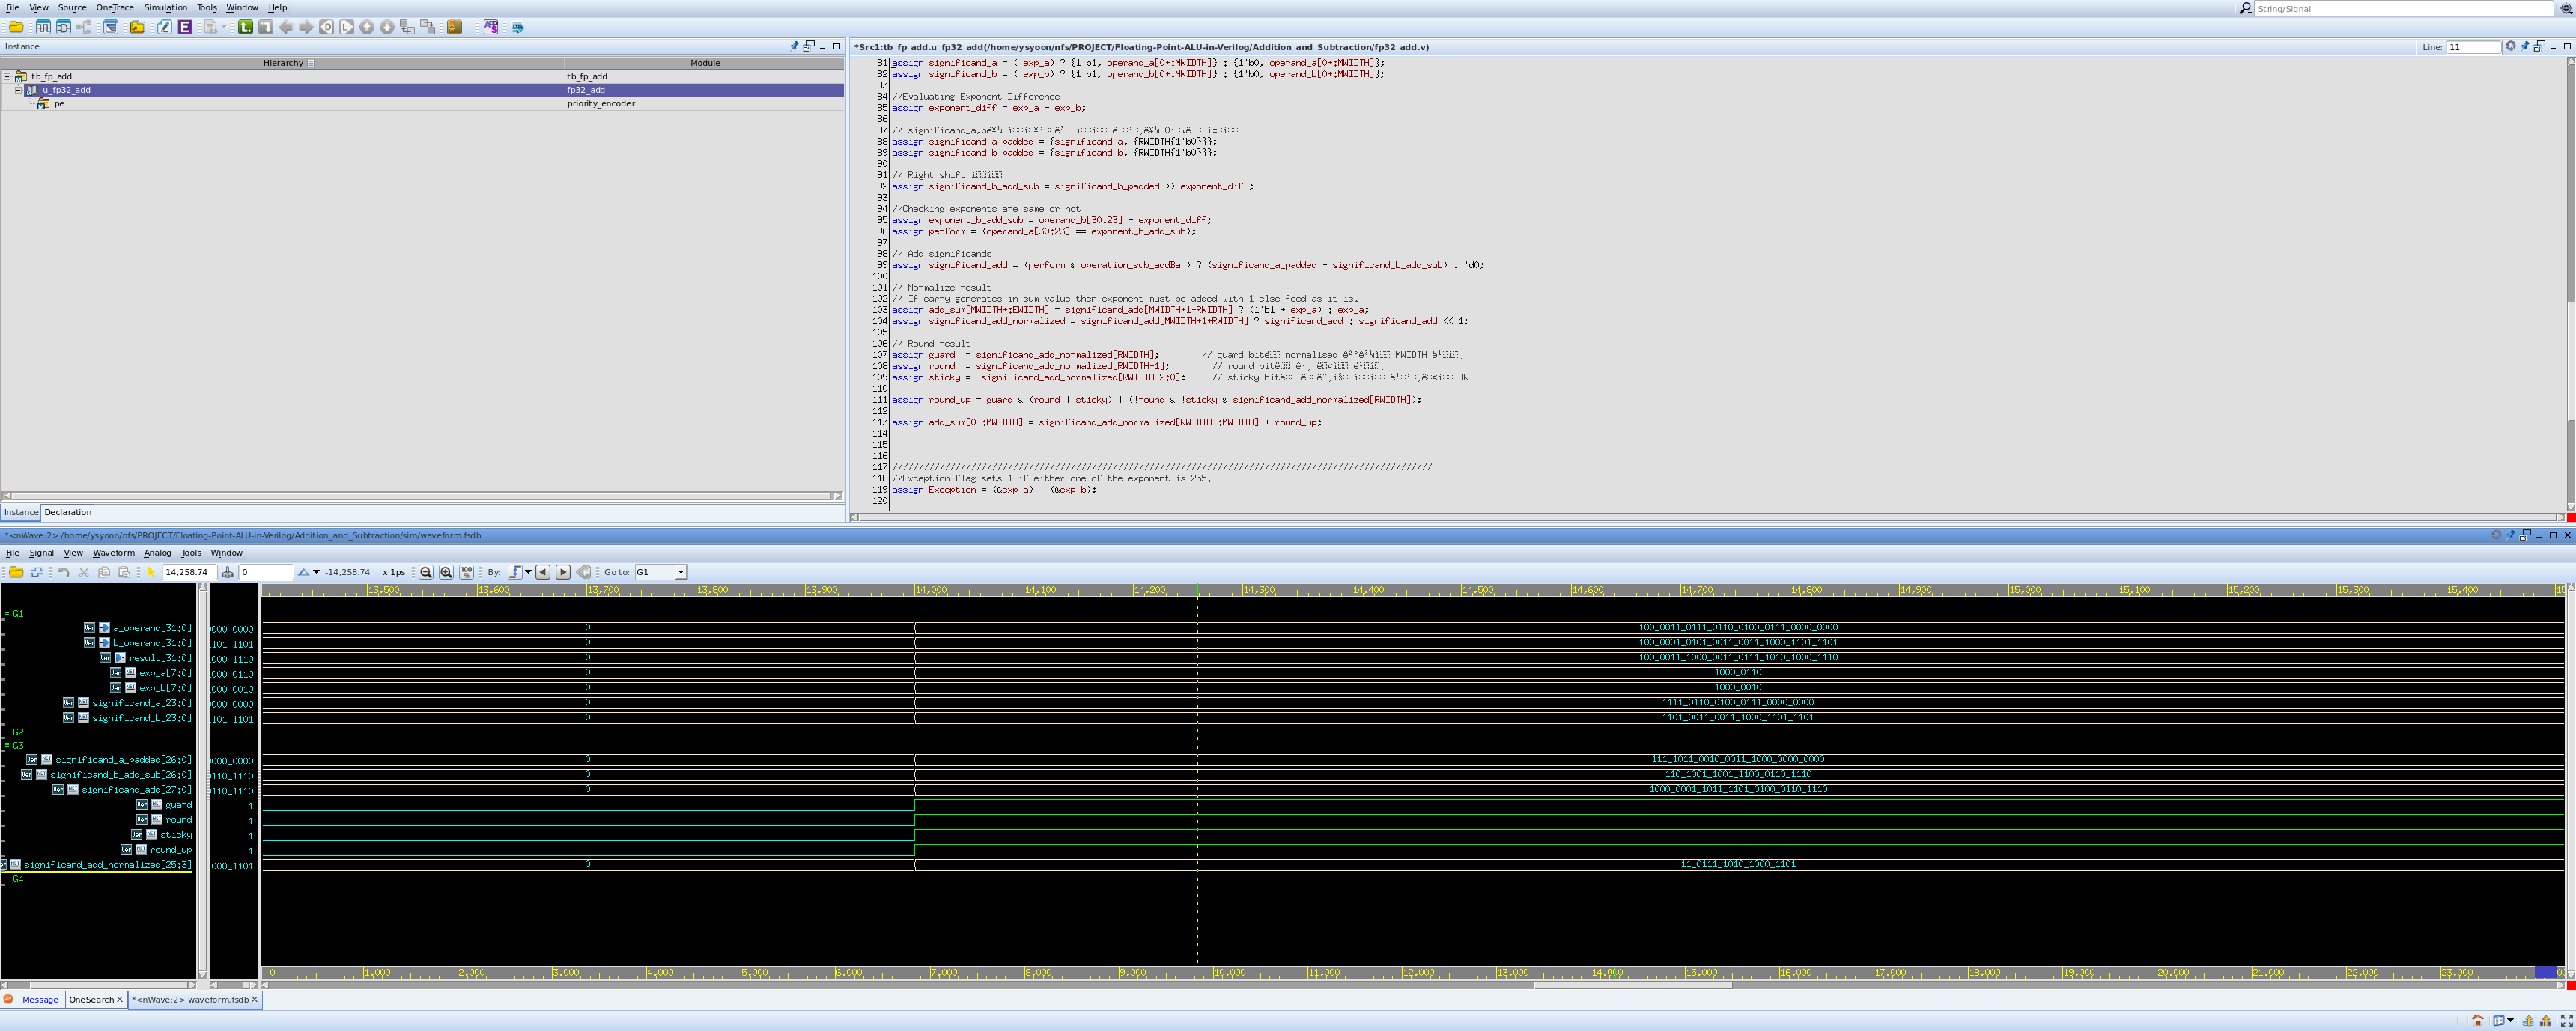 File View Source OneTrace Simulation Tools Window Help
String/Signal
Instance
Hierarchy Module
tb_fp_add tb_fp_add
u_fp32_add fp32_add
pe priority_encoder
Instance Declaration
*Src1:tb_fp_add.u_fp32_add(/home/ysyoon/nfs/PROJECT/Floating-Point-ALU-in-Verilog/Addition_and_Subtraction/fp32_add.v) Line: 11
81 assign significand_a = (|exp_a) ? {1'b1, operand_a[0+:MWIDTH]} : {1'b0, operand_a[0+:MWIDTH]};
82 assign significand_b = (|exp_b) ? {1'b1, operand_b[0+:MWIDTH]} : {1'b0, operand_b[0+:MWIDTH]};
83
84 //Evaluating Exponent Difference
85 assign exponent_diff = exp_a - exp_b;
86
87 // significand_a,b
88 assign significand_a_padded = {significand_a, {RWIDTH{1'b0}}};
89 assign significand_b_padded = {significand_b, {RWIDTH{1'b0}}};
90
91 // Right shift
92 assign significand_b_add_sub = significand_b_padded >> exponent_diff;
93
94 //Checking exponents are same or not
95 assign exponent_b_add_sub = operand_b[30:23] + exponent_diff;
96 assign perform = (operand_a[30:23] == exponent_b_add_sub);
97
98 // Add significands
99 assign significand_add = (perform & operation_sub_addBar) ? (significand_a_padded + significand_b_add_sub) : 'd0;
100
101 // Normalize result
102 // If carry generates in sum value then exponent must be added with 1 else feed as it is.
103 assign add_sum[MWIDTH+:EWIDTH] = significand_add[MWIDTH+1+RWIDTH] ? (1'b1 + exp_a) : exp_a;
104 assign significand_add_normalized = significand_add[MWIDTH+1+RWIDTH] ? significand_add : significand_add << 1;
105
106 // Round result
107 assign guard = significand_add_normalized[RWIDTH]; // guard bit normalised MWIDTH
108 assign round = significand_add_normalized[RWIDTH-1]; // round bit
109 assign sticky = |significand_add_normalized[RWIDTH-2:0]; // sticky bit OR
110
111 assign round_up = guard & (round | sticky) | (!round & !sticky & significand_add_normalized[RWIDTH]);
112
113 assign add_sum[0+:MWIDTH] = significand_add_normalized[RWIDTH+:MWIDTH] + round_up;
114
115
116
117 //////////////////////////////////////////////////////////////////////////////////////////////////////
118 //Exception flag sets 1 if either one of the exponent is 255.
119 assign Exception = (&exp_a) | (&exp_b);
120
*<nWave:2> /home/ysyoon/nfs/PROJECT/Floating-Point-ALU-in-Verilog/Addition_and_Subtraction/sim/waveform.fsdb
File Signal View Waveform Analog Tools Window
14,258.74 0 -14,258.74 x 1ps 100% By: Go to: G1
13,500 13,600 13,700 13,800 13,900 14,000 14,100 14,200 14,300 14,400 14,500 14,600 14,700 14,800 14,900 15,000 15,100 15,200 15,300 15,400
G1
a_operand[31:0] 0000_0000 0 100_0011_0111_0110_0100_0111_0000_0000
b_operand[31:0] 1101_1101 0 100_0001_0101_0011_0011_1000_1101_1101
result[31:0] 1000_1110 0 100_0011_1000_0011_0111_1010_1000_1110
exp_a[7:0] 1000_0110 0 1000_0110
exp_b[7:0] 1000_0010 0 1000_0010
significand_a[23:0] 0000_0000 0 1111_0110_0100_0111_0000_0000
significand_b[23:0] 1101_1101 0 1101_0011_0011_1000_1101_1101
G2
G3
significand_a_padded[26:0] 0000_0000 0 111_1011_0010_0011_1000_0000_0000
significand_b_add_sub[26:0] 0110_1110 0 110_1001_1001_1100_0110_1110
significand_add[27:0] 0110_1110 0 1000_0001_1011_1101_0100_0110_1110
guard 1
round 1
sticky 1
round_up 1
significand_add_normalized[25:3] 1000_1101 0 11_0111_1010_1000_1101
G4
0 1,000 2,000 3,000 4,000 5,000 6,000 7,000 8,000 9,000 10,000 11,000 12,000 13,000 14,000 15,000 16,000 17,000 18,000 19,000 20,000 21,000 22,000 23,000
Message OneSearch *<nWave:2> waveform.fsdb